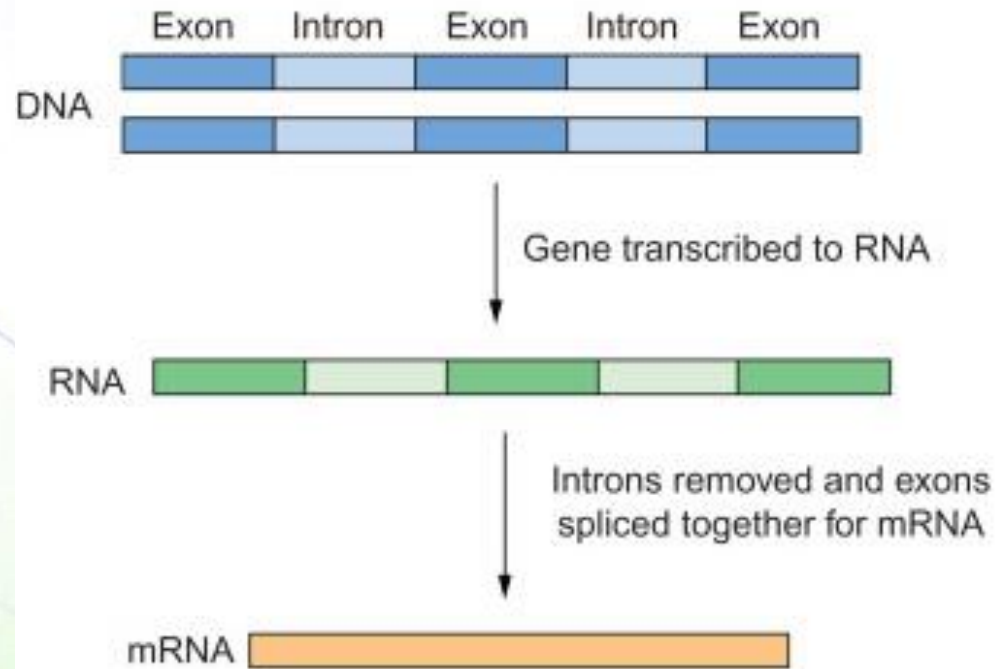 Exon Intron Exon Intron Exon
DNA
Gene transcribed to RNA
RNA
Introns removed and exons
spliced together for mRNA
mRNA